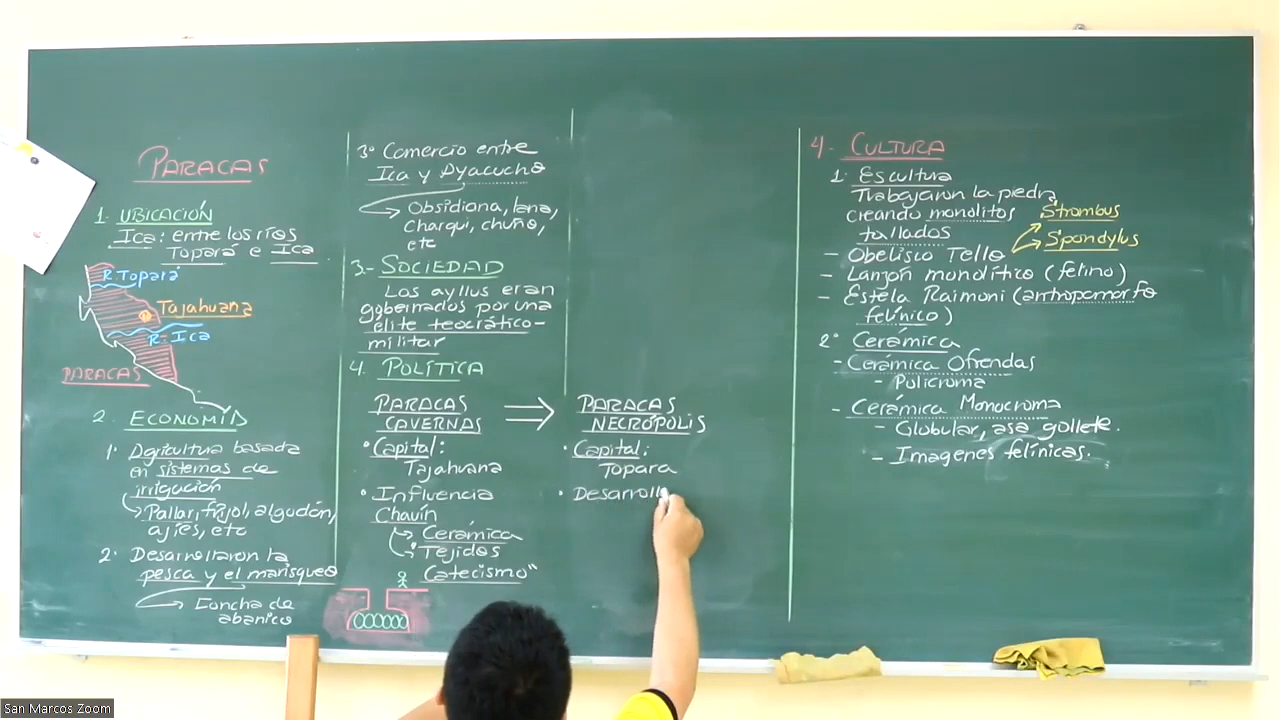 PARACAS
1. UBICACIÓN
Ica: entre los ríos
Topará e Ica
R. Topará
Tajahuana
R- Ica
PARACAS
2. ECONOMÍA
1° Agricultura basada
en sistemas de
irrigación
Pallar, frijol, algodón,
ajíes, etc
2° Desarrollaron la
pesca y el marisqueo
Concha de
abanico
3° Comercio entre
Ica y Ayacucho
Obsidiana, lana,
charqui, chuño,
etc
3.- SOCIEDAD
Los ayllus eran
gobernados por una
élite teocrático-
militar
4. POLÍTICA
PARACAS
CAVERNAS
• Capital:
Tajahuana
• Influencia
Chavín
Cerámica
Tejidos
Catecismo"
PARACAS
NECRÓPOLIS
• Capital:
Topara
• Desarroll
4.- CULTURA
1. Escultura
Trabajaron la piedra
creando monolitos
tallados
Strombus
Spondylus
- Obelisco Tello
- Lanzón monolítico (felino)
- Estela Raimoni (antropomorfo
felínico)
2° Cerámica
- Cerámica Ofrendas
- Policroma
- Cerámica Monocroma
- Globular, asa gollete.
- Imagenes felínicas.
San Marcos Zoom